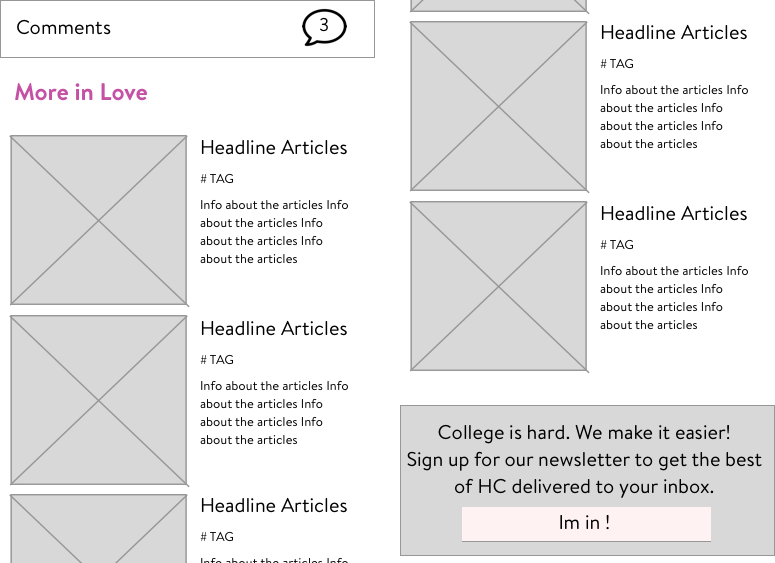 Comments
3
More in Love
Headline Articles
# TAG
Info about the articles Info
about the articles Info
about the articles Info
about the articles
Headline Articles
# TAG
Info about the articles Info
about the articles Info
about the articles Info
about the articles
Headline Articles
# TAG
Info about the articles Info
Headline Articles
# TAG
Info about the articles Info
about the articles Info
about the articles Info
about the articles
Headline Articles
# TAG
Info about the articles Info
about the articles Info
about the articles Info
about the articles
College is hard. We make it easier!
Sign up for our newsletter to get the best
of HC delivered to your inbox.
Im in !